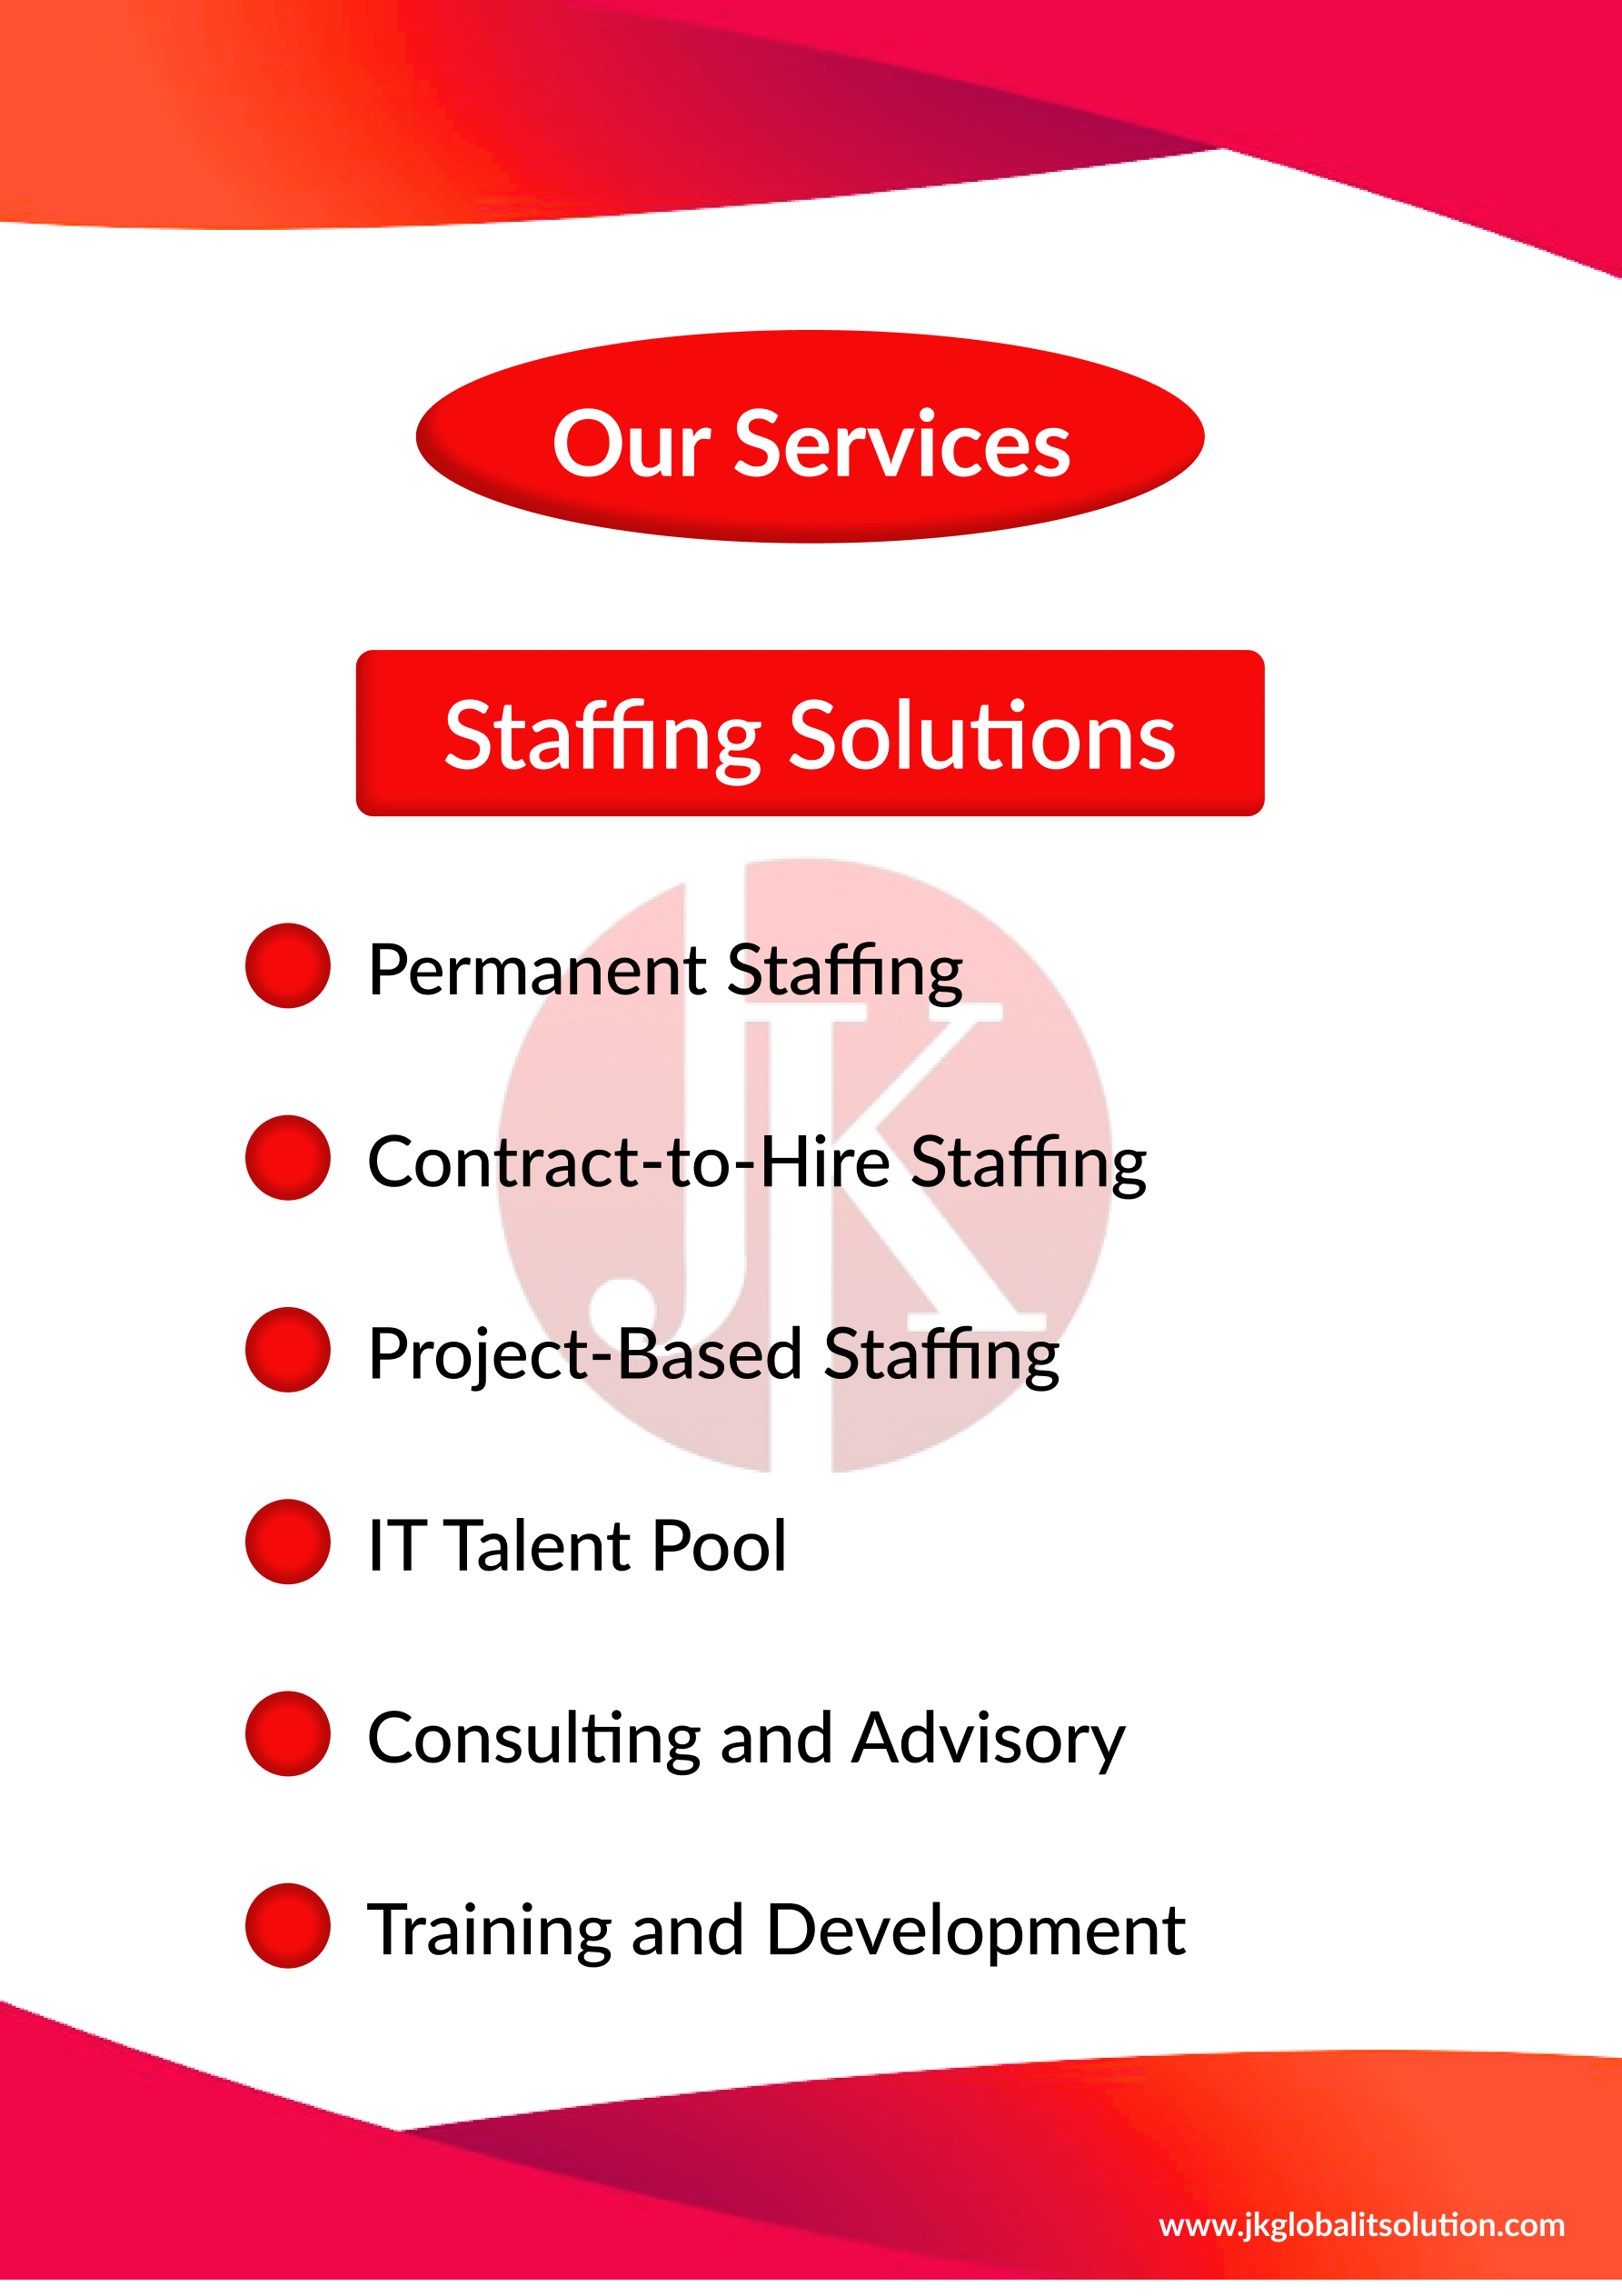 Our Services
Staffing Solutions
JK
Permanent Staffing
Contract-to-Hire Staffing
Project-Based Staffing
IT Talent Pool
Consulting and Advisory
Training and Development
www.jkglobalitsolution.com